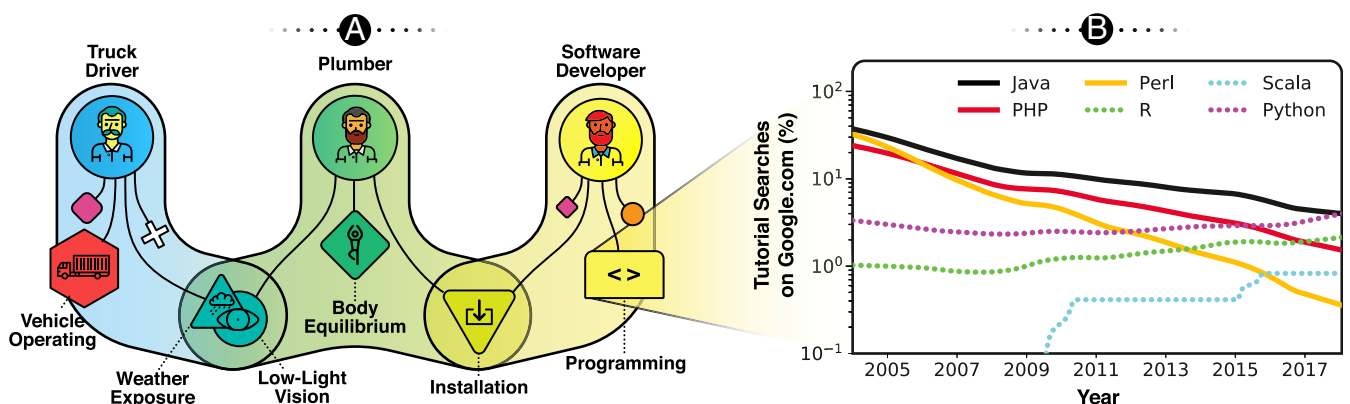 A
B
Truck
Driver
Plumber
Software
Developer
< >
Vehicle
Operating
Body
Equilibrium
Weather
Exposure
Low-Light
Vision
Installation
Programming
Tutorial Searches
on Google.com (%)
10²
10¹
10⁰
10⁻¹
Java
PHP
Perl
R
Scala
Python
2005
2007
2009
2011
2013
2015
2017
Year